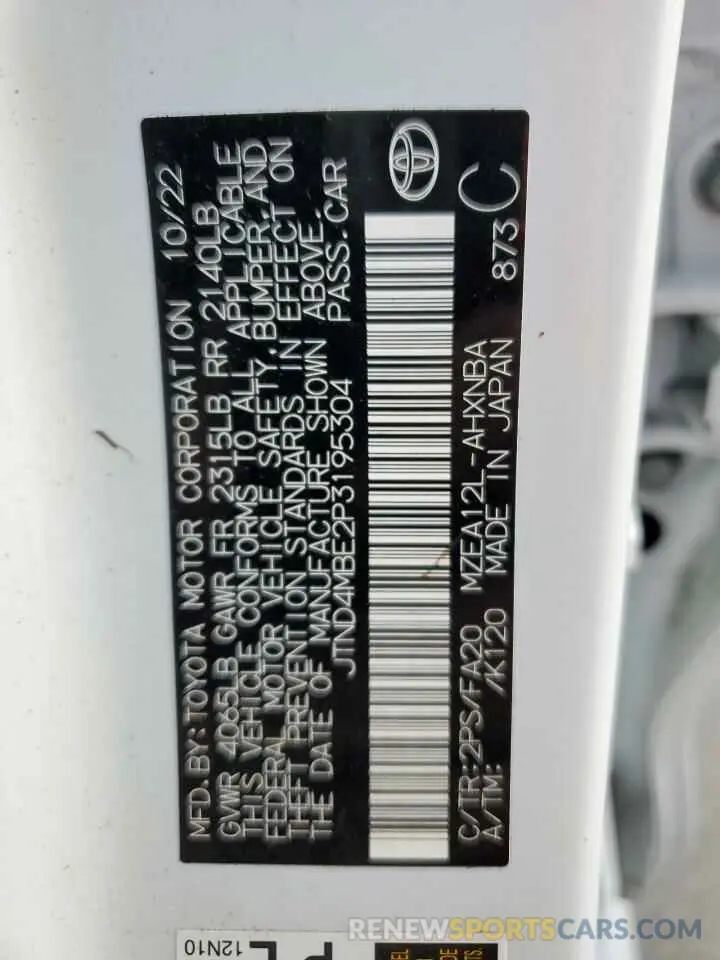 MFD.BY:TOYOTA MOTOR CORPORATION 10/22
GVWR 4065LB GAWR FR 2315LB RR 2140LB
THIS VEHICLE CONFORMS TO ALL APPLICABLE
FEDERAL MOTOR VEHICLE SAFETY,BUMPER,AND
THEFT PREVENTION STANDARDS IN EFFECT ON
THE DATE OF MANUFACTURE SHOWN ABOVE.
JTND4MBE2P3195304 PASS.CAR
C/TR:2PS/FA20 MZEA12L-AHXNBA
A/TM: /K120 MADE IN JAPAN 873 C
12N10
RENEWSPORTSCARS.COM